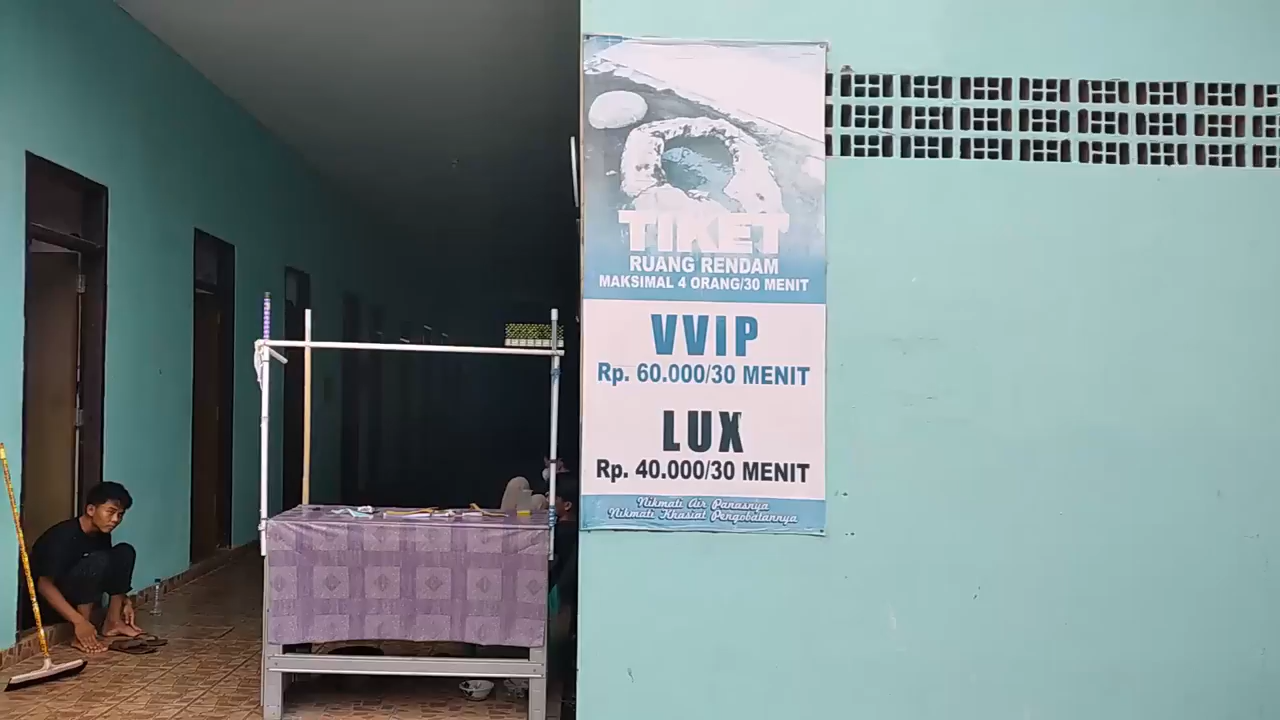 TIKET
RUANG RENDAM
MAKSIMAL 4 ORANG/30 MENIT
VVIP
Rp. 60.000/30 MENIT
LUX
Rp. 40.000/30 MENIT
Nikmati Air Panasnya
Nikmati Khasiat Pengobatannya